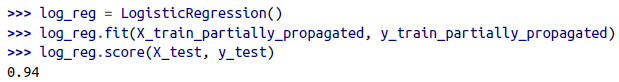 >>> log_reg = LogisticRegression()
>>> log_reg.fit(X_train_partially_propagated, y_train_partially_propagated)
>>> log_reg.score(X_test, y_test)
0.94